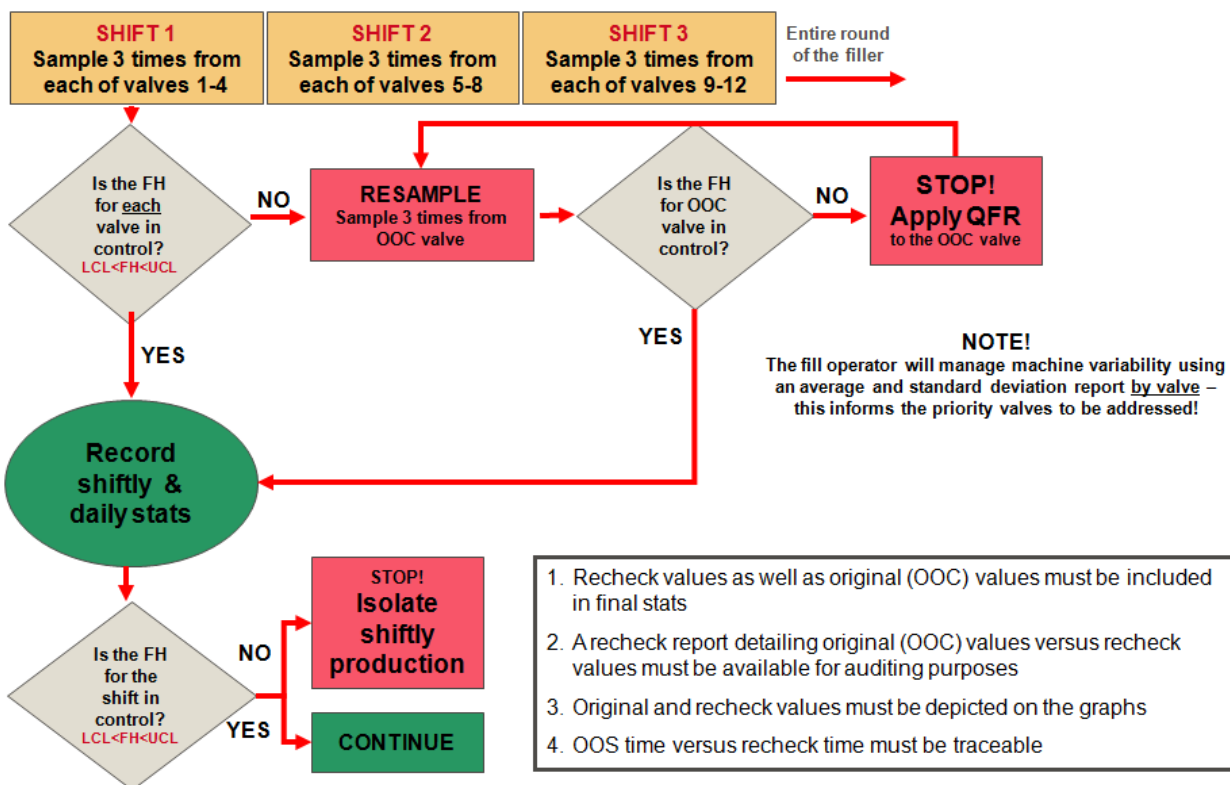 SHIFT 1
Sample 3 times from
each of valves 1-4
SHIFT 2
Sample 3 times from
each of valves 5-8
SHIFT 3
Sample 3 times from
each of valves 9-12
Entire round
of the filler
Is the FH
for each
valve in
control?
LCL<FH<UCL
NO
RESAMPLE
Sample 3 times from
OOC valve
Is the FH
for OOC
valve in
control?
NO
STOP!
Apply QFR
to the OOC valve
YES
YES
NOTE!
The fill operator will manage machine variability using
an average and standard deviation report by valve –
this informs the priority valves to be addressed!
Record
shiftly &
daily stats
Is the FH
for the
shift in
control?
LCL<FH<UCL
NO
YES
STOP!
Isolate
shiftly
production
CONTINUE
1. Recheck values as well as original (OOC) values must be included
in final stats
2. A recheck report detailing original (OOC) values versus recheck
values must be available for auditing purposes
3. Original and recheck values must be depicted on the graphs
4. OOS time versus recheck time must be traceable